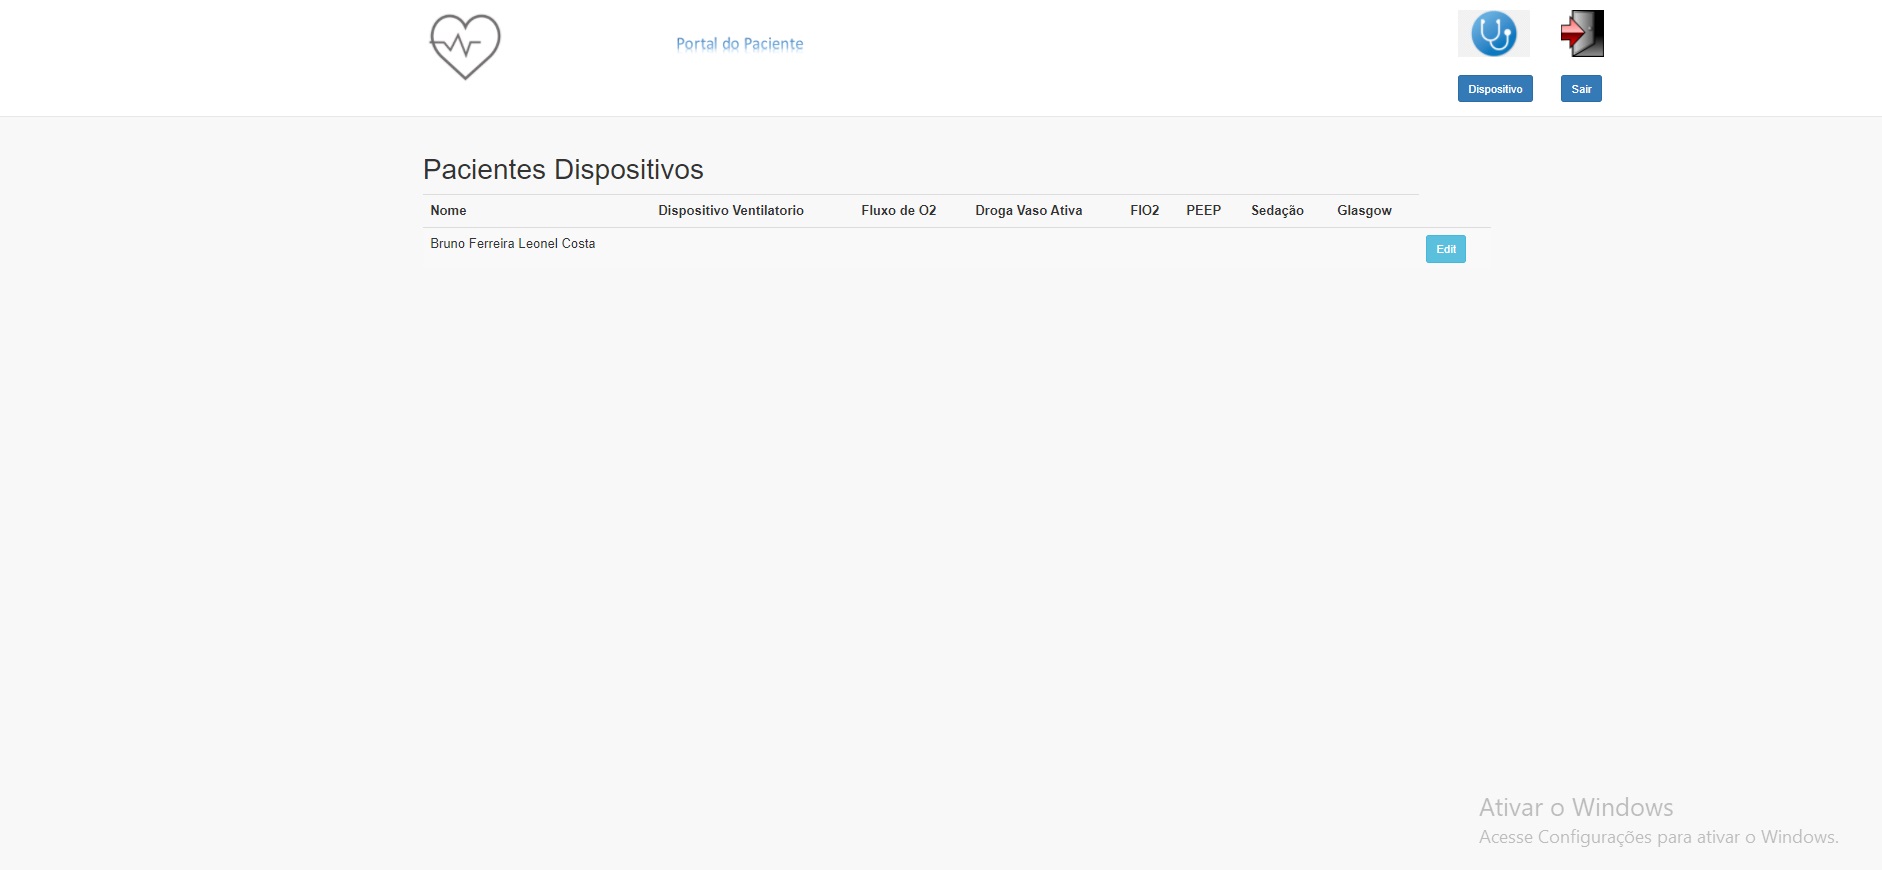 Portal do Paciente
Dispositivo Sair
Pacientes Dispositivos
Nome Dispositivo Ventilatorio Fluxo de O2 Droga Vaso Ativa FIO2 PEEP Sedação Glasgow
Bruno Ferreira Leonel Costa Edit
Ativar o Windows
Acesse Configurações para ativar o Windows.